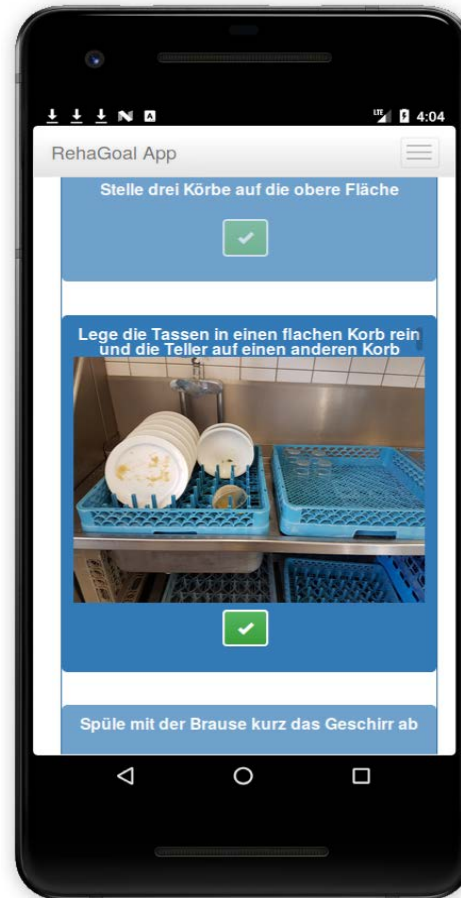 LTE 4:04
RehaGoal App
Stelle drei Körbe auf die obere Fläche
Lege die Tassen in einen flachen Korb rein
und die Teller auf einen anderen Korb
Spüle mit der Brause kurz das Geschirr ab